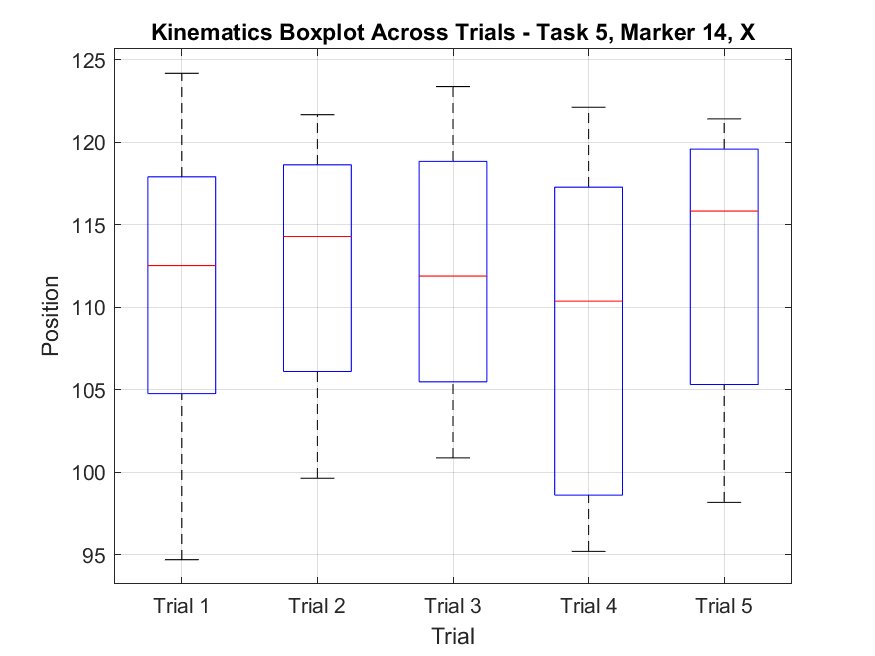 Kinematics Boxplot Across Trials - Task 5, Marker 14, X
125
120
115
110
105
100
95
Position
Trial 1 Trial 2 Trial 3 Trial 4 Trial 5
Trial